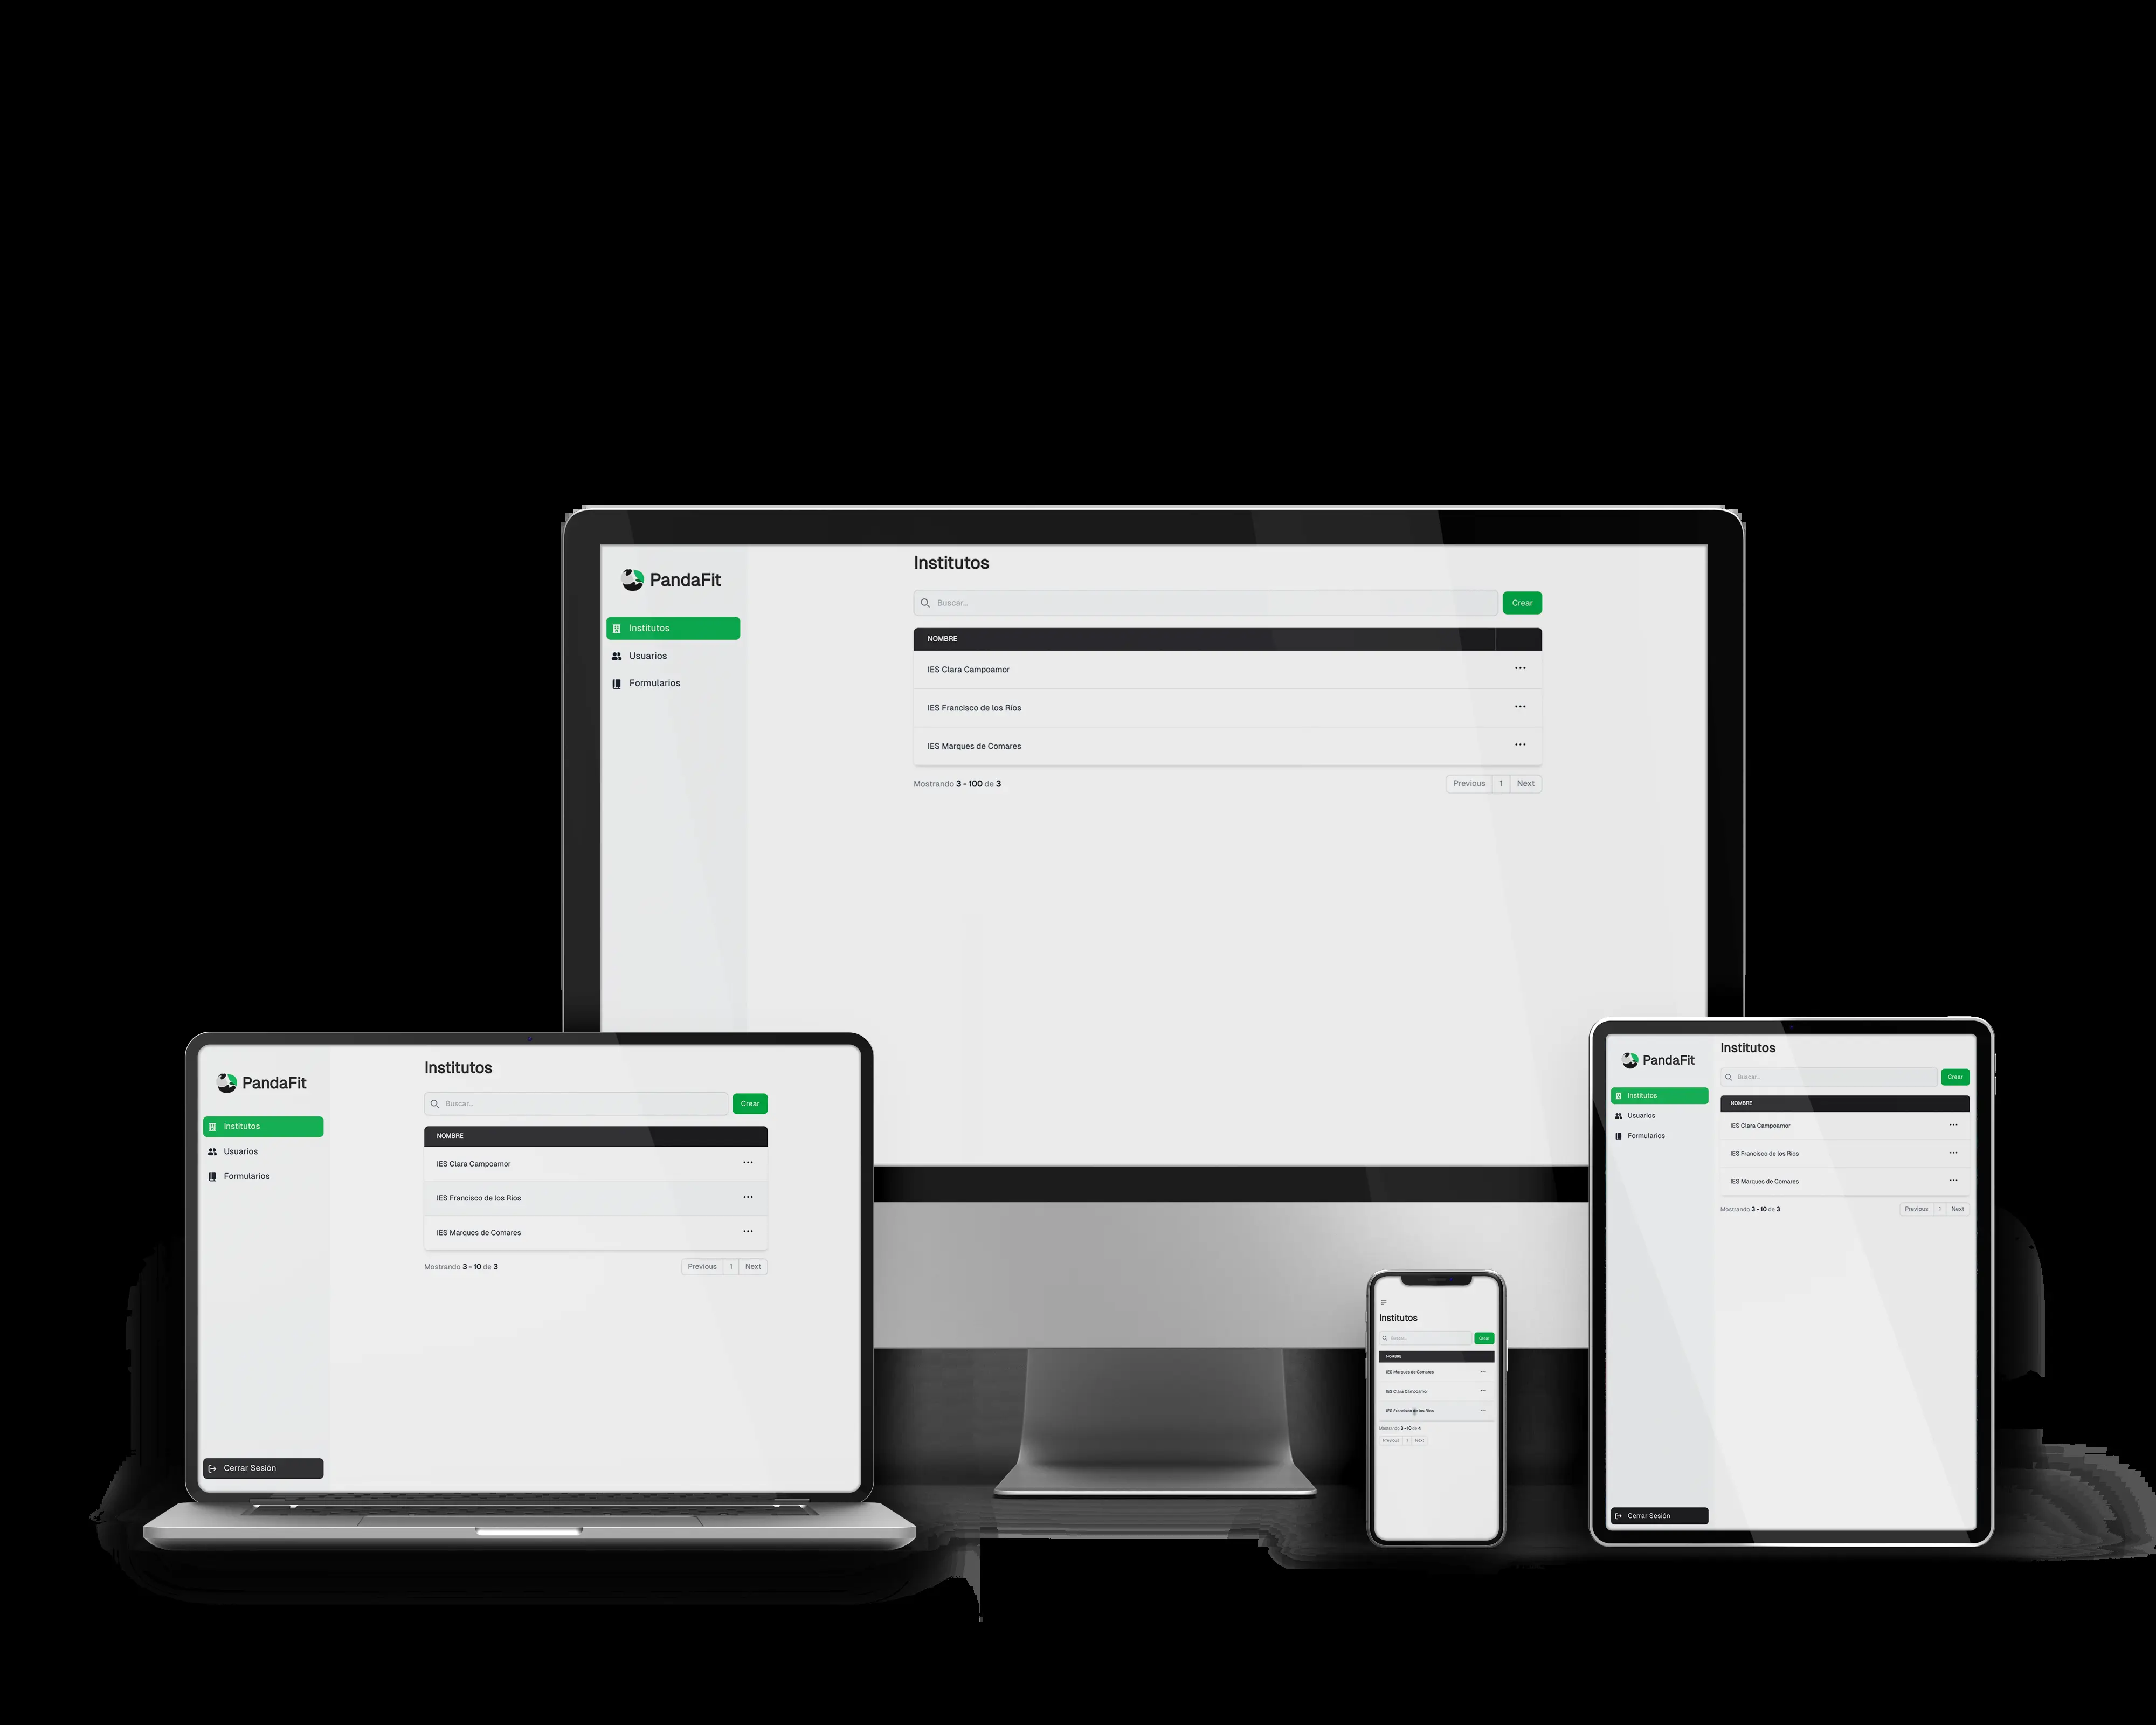 PandaFit
Institutos
Usuarios
Formularios
Institutos
Buscar...
Crear
NOMBRE
IES Clara Campoamor
IES Francisco de los Ríos
IES Marques de Comares
Mostrando 3 - 100 de 3
Previous 1 Next
PandaFit
Institutos
Usuarios
Formularios
Cerrar Sesión
Institutos
Buscar...
Crear
NOMBRE
IES Clara Campoamor
IES Francisco de los Ríos
IES Marques de Comares
Mostrando 3 - 10 de 3
Previous 1 Next
Institutos
Buscar...
Crear
NOMBRE
IES Marques de Comares
IES Clara Campoamor
IES Francisco de los Ríos
Mostrando 3 - 10 de 4
Previous 1 Next
PandaFit
Institutos
Usuarios
Formularios
Cerrar Sesión
Institutos
Buscar...
Crear
NOMBRE
IES Clara Campoamor
IES Francisco de los Ríos
IES Marques de Comares
Mostrando 3 - 10 de 3
Previous 1 Next